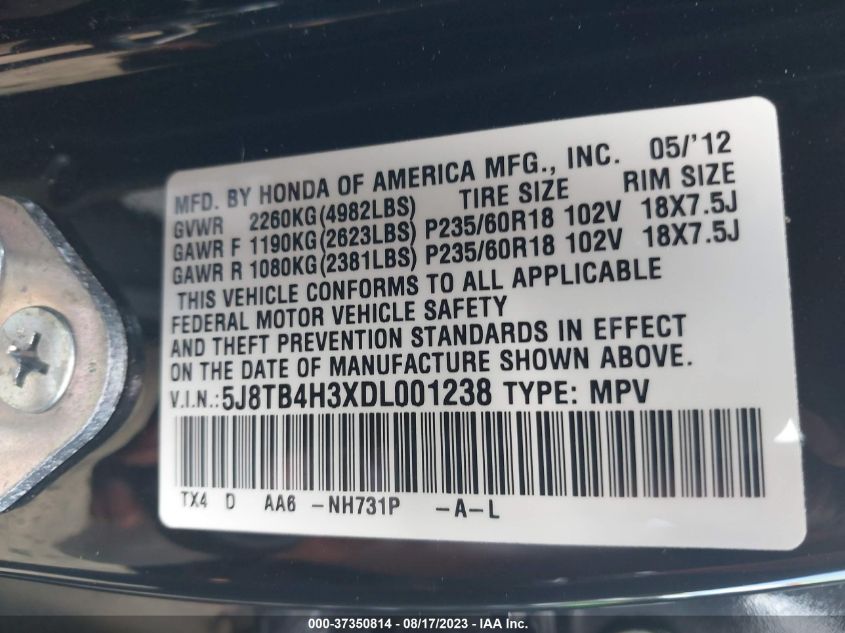 MFD. BY HONDA OF AMERICA MFG., INC. 05/'12
GVWR 2260KG(4982LBS) TIRE SIZE RIM SIZE
GAWR F 1190KG(2623LBS) P235/60R18 102V 18X7.5J
GAWR R 1080KG(2381LBS) P235/60R18 102V 18X7.5J
THIS VEHICLE CONFORMS TO ALL APPLICABLE
FEDERAL MOTOR VEHICLE SAFETY
AND THEFT PREVENTION STANDARDS IN EFFECT
ON THE DATE OF MANUFACTURE SHOWN ABOVE.
V.I.N.: 5J8TB4H3XDL001238 TYPE: MPV
TX4 D AA6 -NH731P -A-L
000-37350814 - 08/17/2023 - IAA Inc.